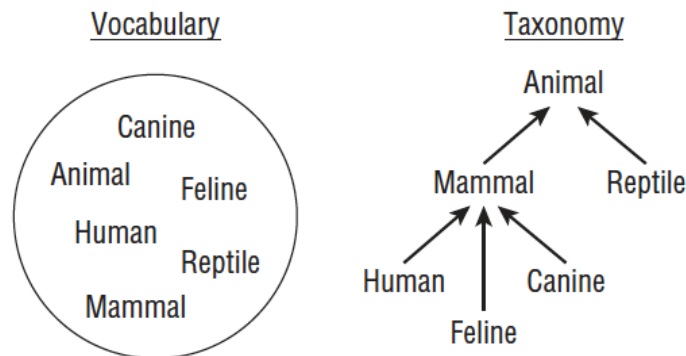 Vocabulary
Canine
Animal
Feline
Human
Reptile
Mammal
Taxonomy
Animal
Mammal
Reptile
Human
Canine
Feline